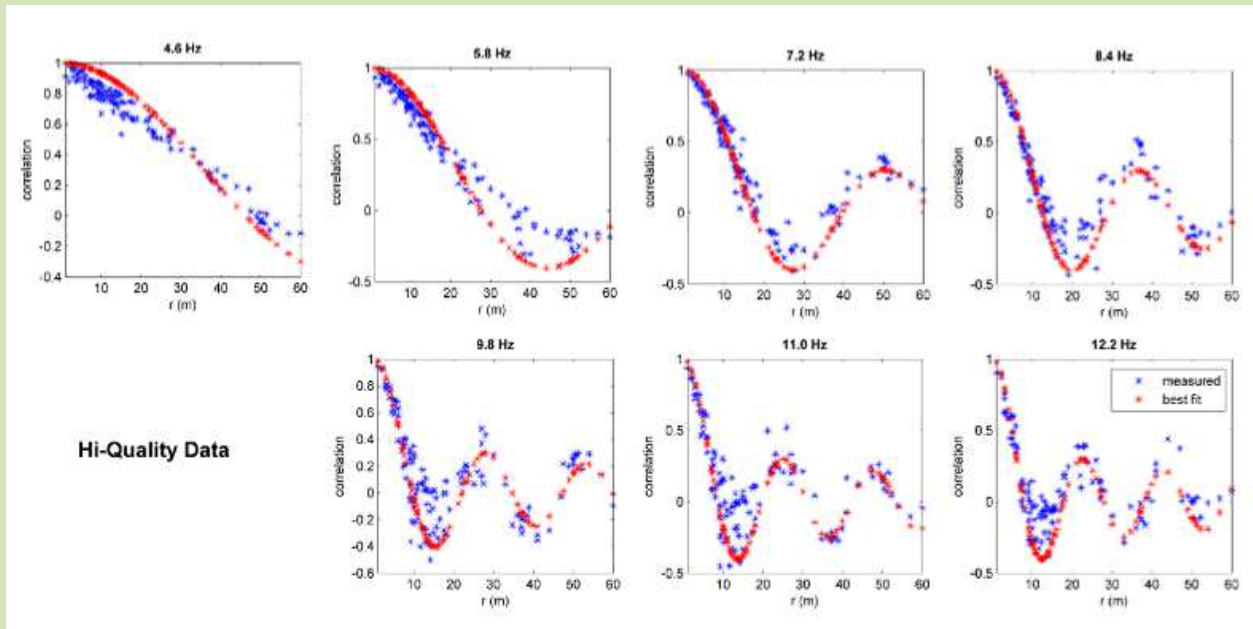 4.6 Hz
1
0.8
0.6
0.4
0.2
0
-0.2
-0.4
correlation
10 20 30 40 50 60
r (m)
5.8 Hz
1
0.5
0
-0.5
correlation
10 20 30 40 50 60
r (m)
7.2 Hz
1
0.5
0
-0.5
correlation
10 20 30 40 50 60
r (m)
8.4 Hz
1
0.5
0
-0.5
correlation
10 20 30 40 50 60
r (m)
Hi-Quality Data
9.8 Hz
1
0.8
0.6
0.4
0.2
0
-0.2
-0.4
-0.6
correlation
0 10 20 30 40 50 60
r (m)
11.0 Hz
1
0.5
0
-0.5
correlation
10 20 30 40 50 60
r (m)
12.2 Hz
measured
best fit
1
0.5
0
-0.5
correlation
10 20 30 40 50 60
r (m)